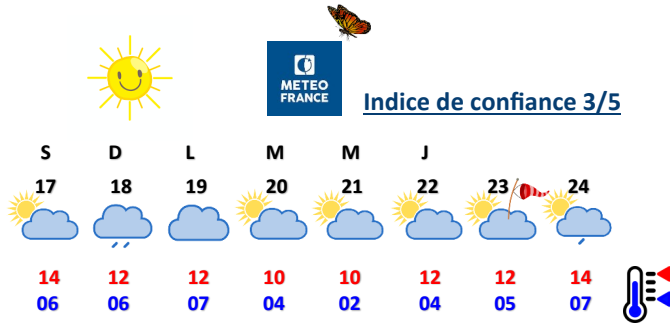 METEO
FRANCE
Indice de confiance 3/5
S D L M M J
17 18 19 20 21 22 23 24
14 12 12 10 10 12 12 14
06 06 07 04 02 04 05 07